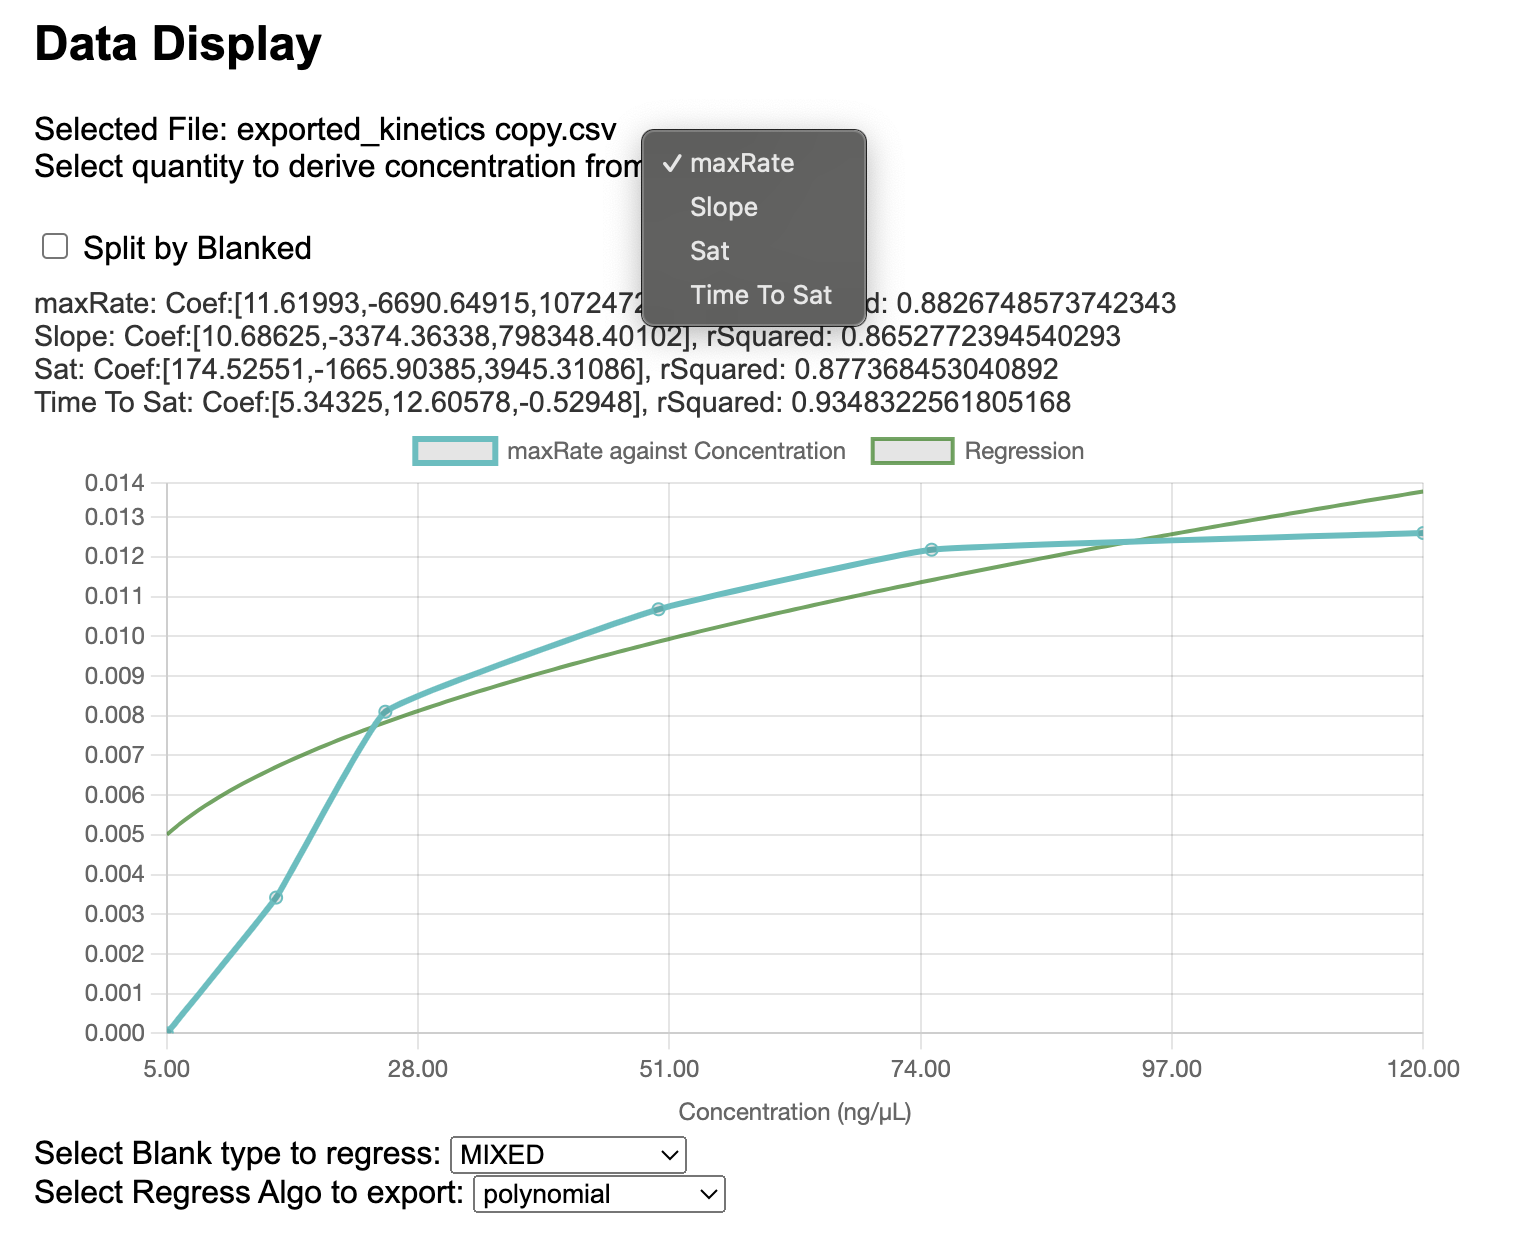 Data Display
Selected File: exported_kinetics copy.csv
Select quantity to derive concentration from
✓ maxRate
Slope
Sat
Time To Sat
Split by Blanked
maxRate: Coef:[11.61993,-6690.64915,107247 d: 0.8826748573742343
Slope: Coef:[10.68625,-3374.36338,798348.40102], rSquared: 0.8652772394540293
Sat: Coef:[174.52551,-1665.90385,3945.31086], rSquared: 0.877368453040892
Time To Sat: Coef:[5.34325,12.60578,-0.52948], rSquared: 0.9348322561805168
maxRate against Concentration Regression
0.014
0.013
0.012
0.011
0.010
0.009
0.008
0.007
0.006
0.005
0.004
0.003
0.002
0.001
0.000
5.00 28.00 51.00 74.00 97.00 120.00
Concentration (ng/µL)
Select Blank type to regress: MIXED
Select Regress Algo to export: polynomial